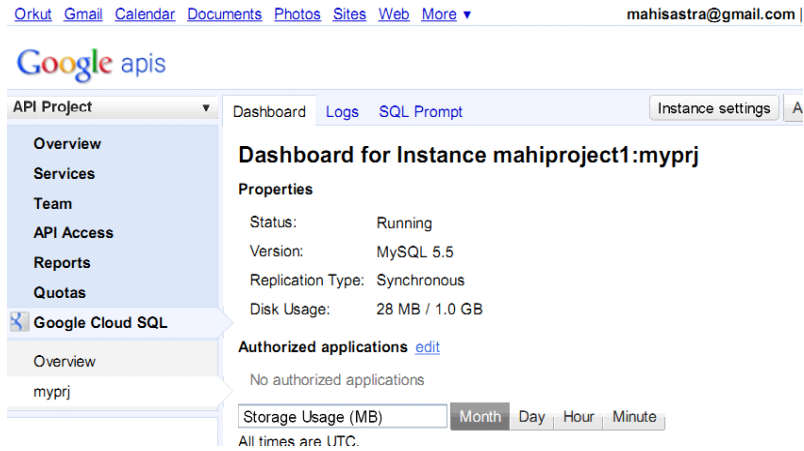 Orkut Gmail Calendar Documents Photos Sites Web More ▼ mahisastra@gmail.com |
Google apis
API Project ▼
Dashboard Logs SQL Prompt Instance settings A
Overview
Services
Team
API Access
Reports
Quotas
Google Cloud SQL
Overview
myprj
Dashboard for Instance mahiproject1:myprj
Properties
Status: Running
Version: MySQL 5.5
Replication Type: Synchronous
Disk Usage: 28 MB / 1.0 GB
Authorized applications edit
No authorized applications
Storage Usage (MB) Month Day Hour Minute
All times are UTC.